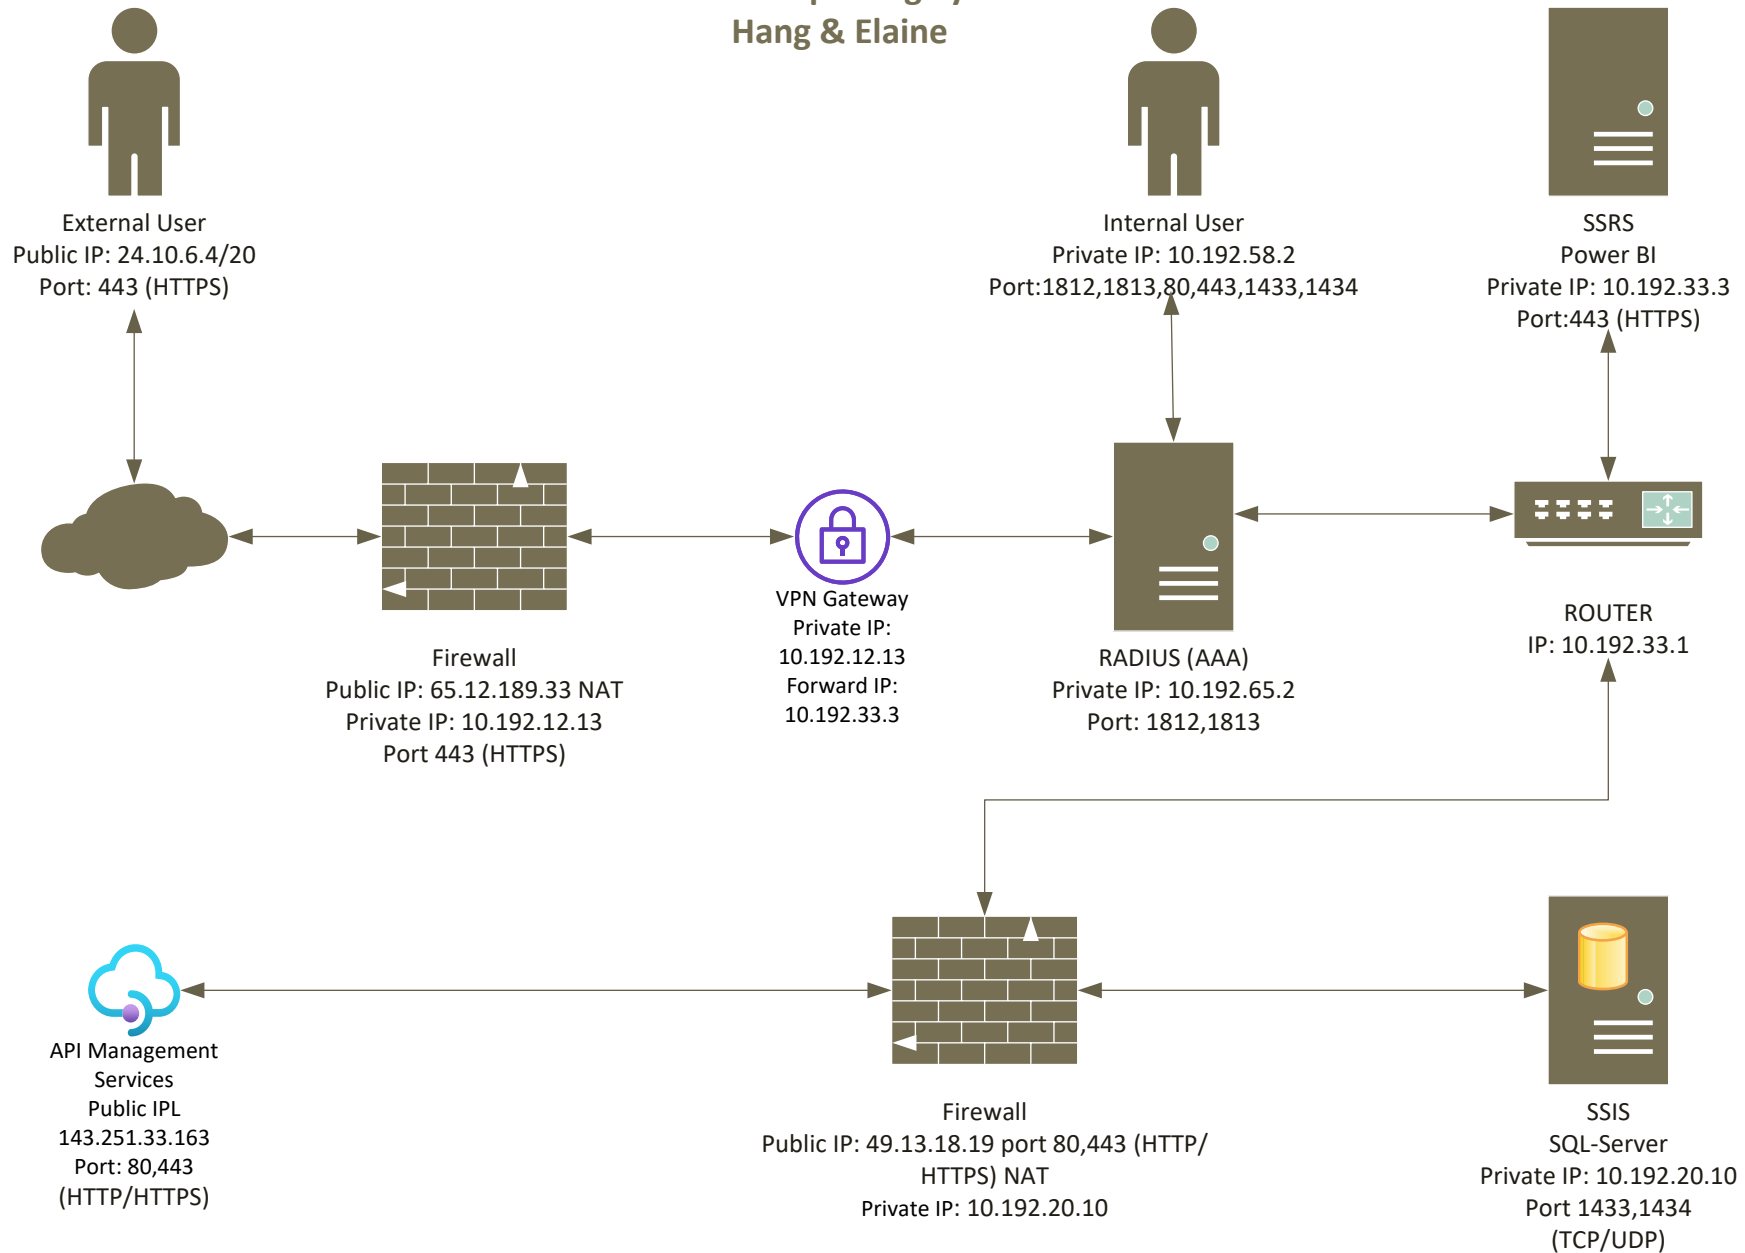 Hang & Elaine
External User
Public IP: 24.10.6.4/20
Port: 443 (HTTPS)
Internal User
Private IP: 10.192.58.2
Port:1812,1813,80,443,1433,1434
SSRS
Power BI
Private IP: 10.192.33.3
Port:443 (HTTPS)
Firewall
Public IP: 65.12.189.33 NAT
Private IP: 10.192.12.13
Port 443 (HTTPS)
VPN Gateway
Private IP:
10.192.12.13
Forward IP:
10.192.33.3
RADIUS (AAA)
Private IP: 10.192.65.2
Port: 1812,1813
ROUTER
IP: 10.192.33.1
API Management
Services
Public IPL
143.251.33.163
Port: 80,443
(HTTP/HTTPS)
Firewall
Public IP: 49.13.18.19 port 80,443 (HTTP/
HTTPS) NAT
Private IP: 10.192.20.10
SSIS
SQL-Server
Private IP: 10.192.20.10
Port 1433,1434
(TCP/UDP)